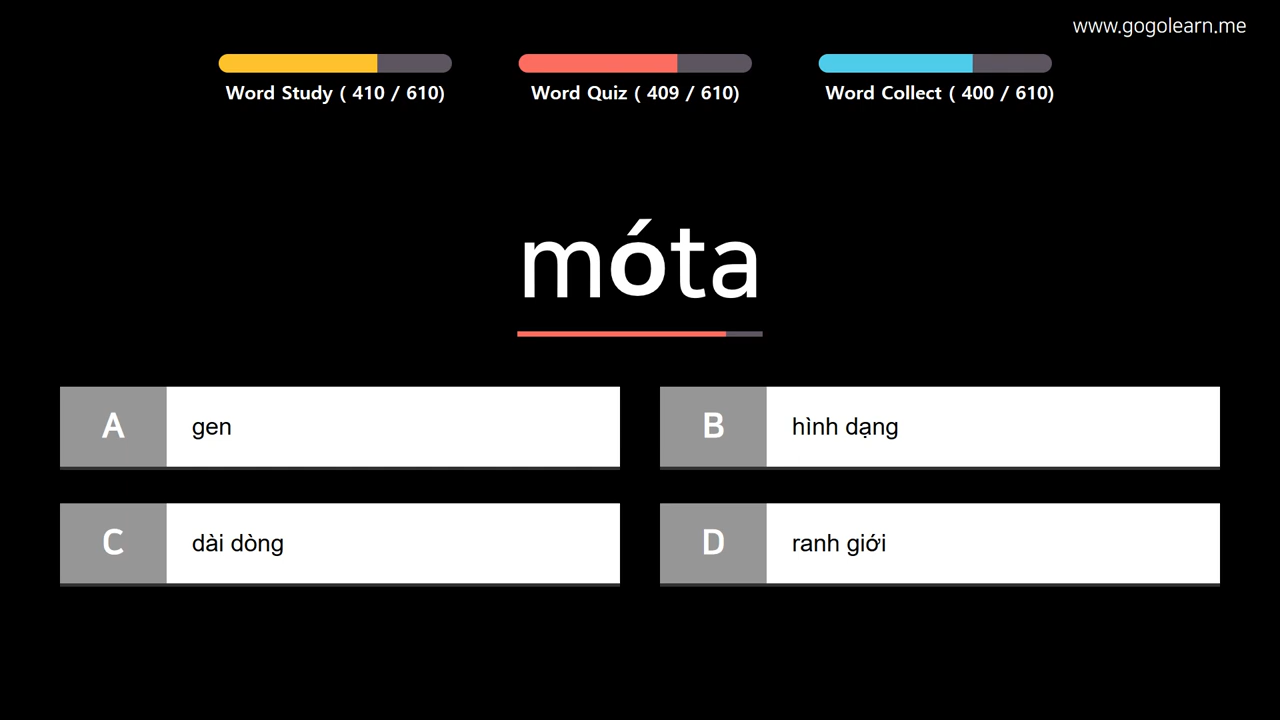 www.gogolearn.me
Word Study ( 410 / 610)
Word Quiz ( 409 / 610)
Word Collect ( 400 / 610)
móta
A gen
B hình dạng
C dài dòng
D ranh giới